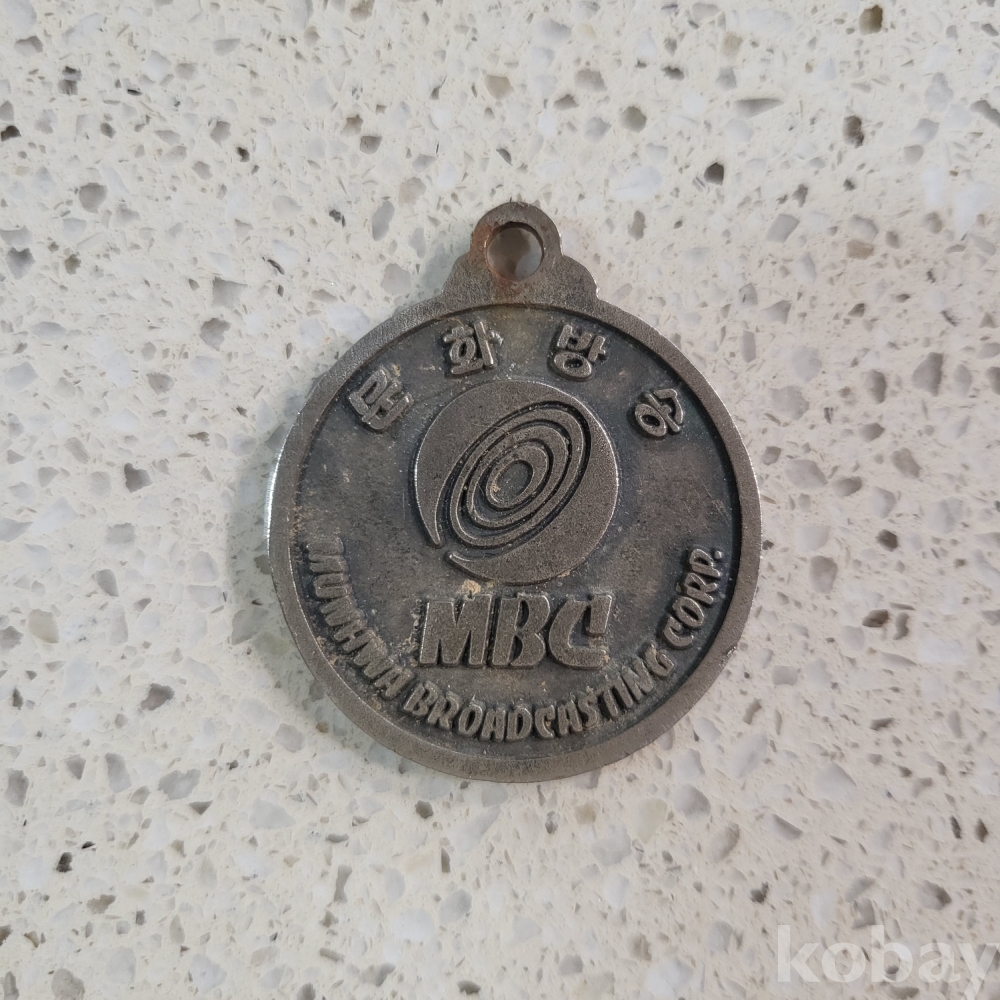 문화방송
MBC
MUNHWA BROADCASTING CORP.
kobay